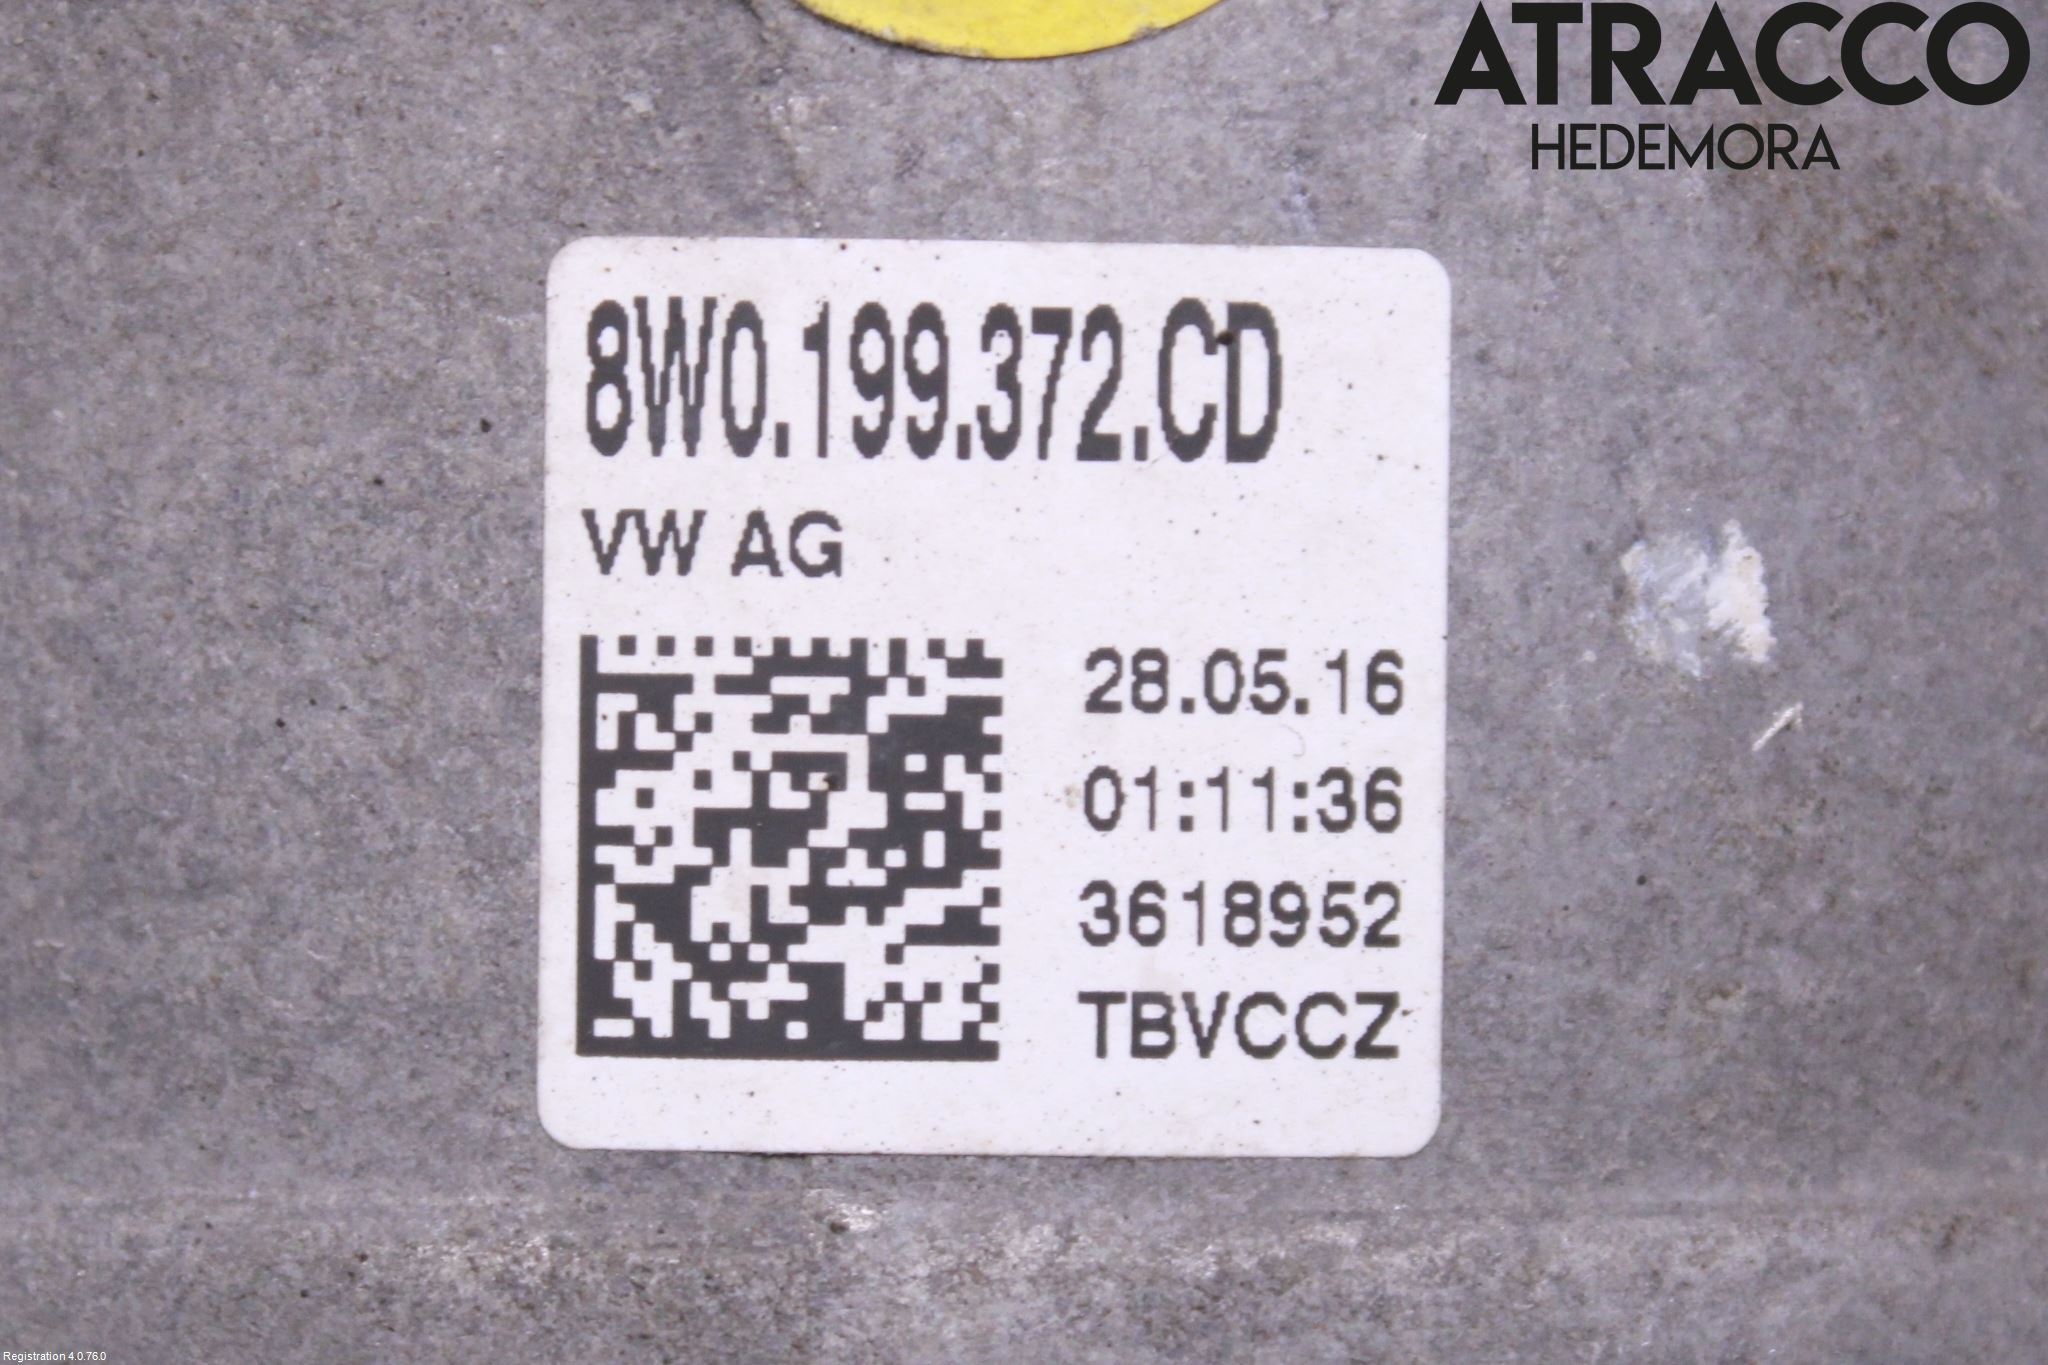 ATRACCO
HEDEMORA
8W0.199.372.CD
VW AG
28.05.16
01:11:36
3618952
TBVCCZ
Registration 4.0.76.0